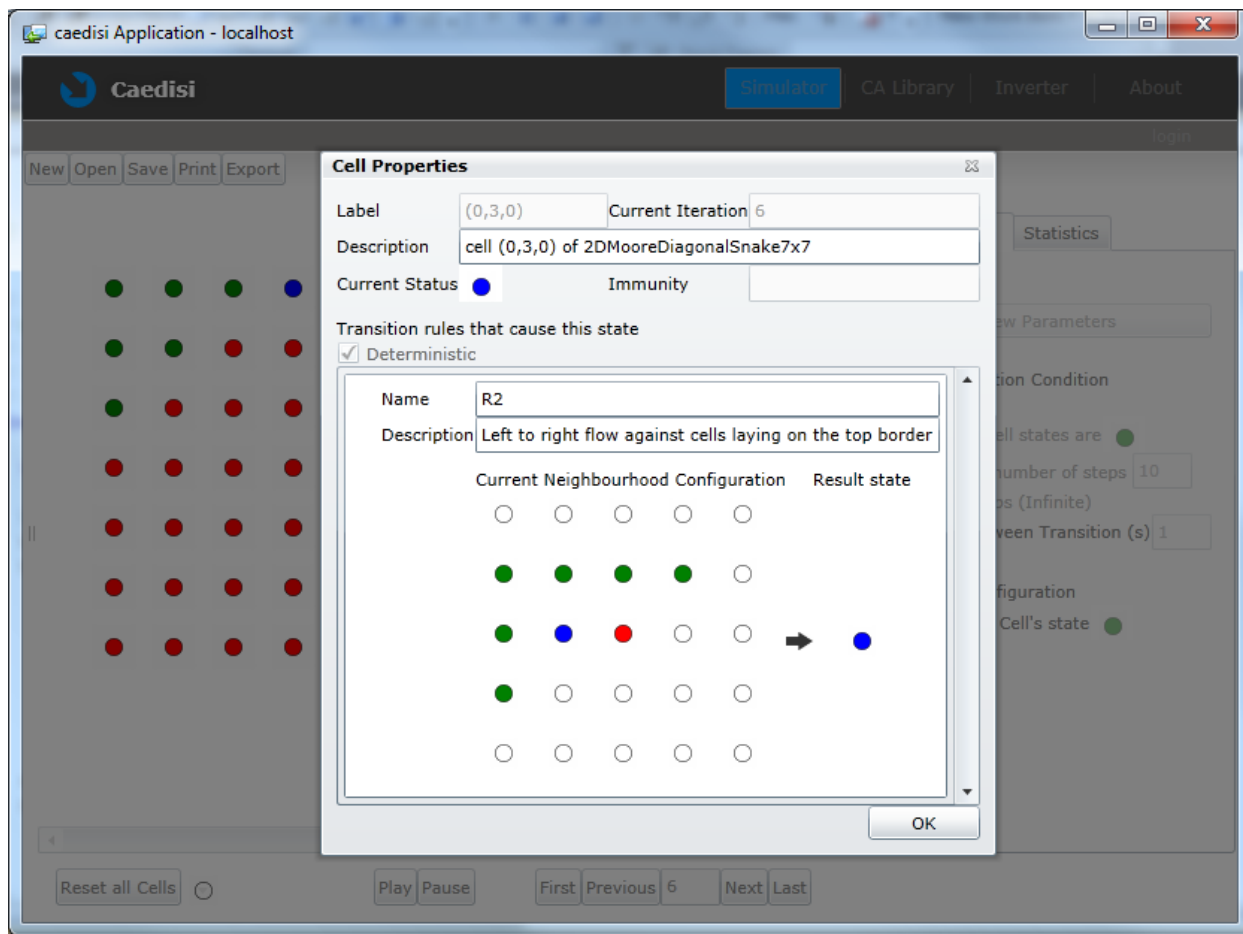 caedisi Application - localhost
Caedisi
Simulator CA Library Inverter About
login
New Open Save Print Export
Cell Properties
Label (0,3,0) Current Iteration 6
Description cell (0,3,0) of 2DMooreDiagonalSnake7x7
Statistics
Current Status Immunity
ew Parameters
Transition rules that cause this state
Deterministic
tion Condition
Name R2
Description Left to right flow against cells laying on the top border
ell states are
Current Neighbourhood Configuration Result state
number of steps 10
os (Infinite)
ween Transition (s) 1
figuration
Cell's state
OK
Reset all Cells Play Pause First Previous 6 Next Last